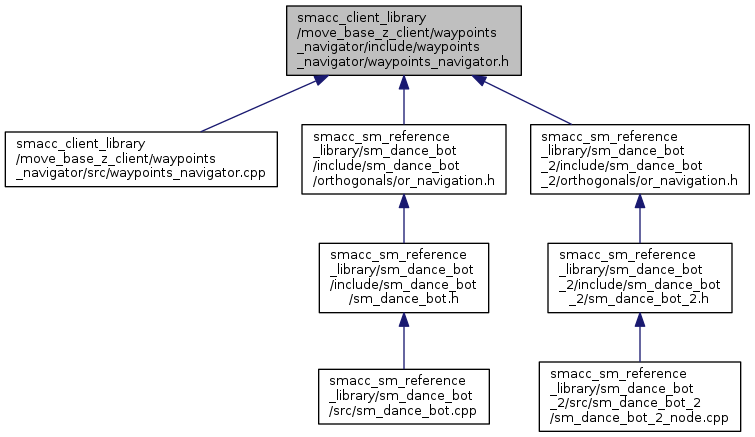 smacc_client_library
/move_base_z_client/waypoints
_navigator/include/waypoints
_navigator/waypoints_navigator.h
smacc_client_library
/move_base_z_client/waypoints
_navigator/src/waypoints_navigator.cpp
smacc_sm_reference
_library/sm_dance_bot
/include/sm_dance_bot
/orthogonals/or_navigation.h
smacc_sm_reference
_library/sm_dance_bot
_2/include/sm_dance_bot
_2/orthogonals/or_navigation.h
smacc_sm_reference
_library/sm_dance_bot
/include/sm_dance_bot
/sm_dance_bot.h
smacc_sm_reference
_library/sm_dance_bot
_2/include/sm_dance_bot
_2/sm_dance_bot_2.h
smacc_sm_reference
_library/sm_dance_bot
/src/sm_dance_bot.cpp
smacc_sm_reference
_library/sm_dance_bot
_2/src/sm_dance_bot_2
/sm_dance_bot_2_node.cpp